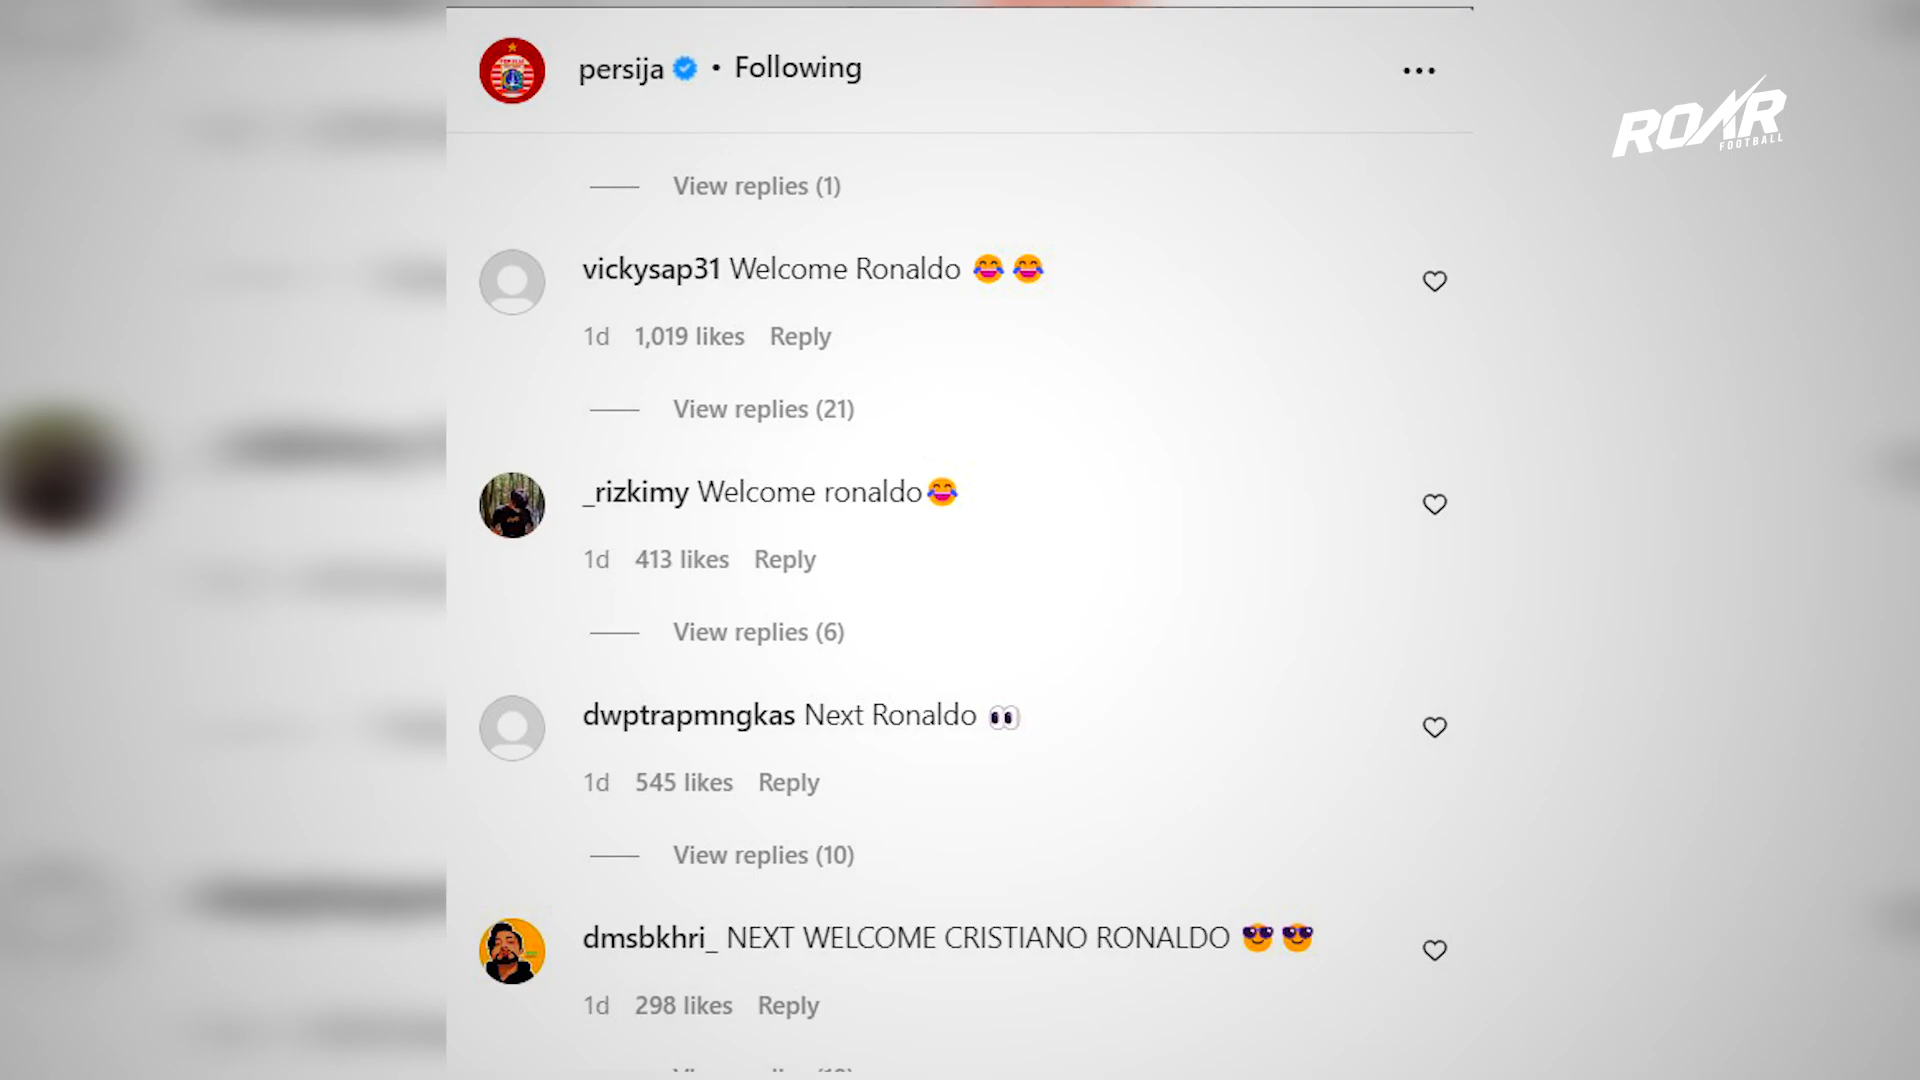 persija • Following
ROAR
FOOTBALL
View replies (1)
vickysap31 Welcome Ronaldo 😂 😂
1d 1,019 likes Reply
View replies (21)
_rizkimy Welcome ronaldo😂
1d 413 likes Reply
View replies (6)
dwptrapmngkas Next Ronaldo 👀
1d 545 likes Reply
View replies (10)
dmsbkhri_ NEXT WELCOME CRISTIANO RONALDO 😎 😎
1d 298 likes Reply